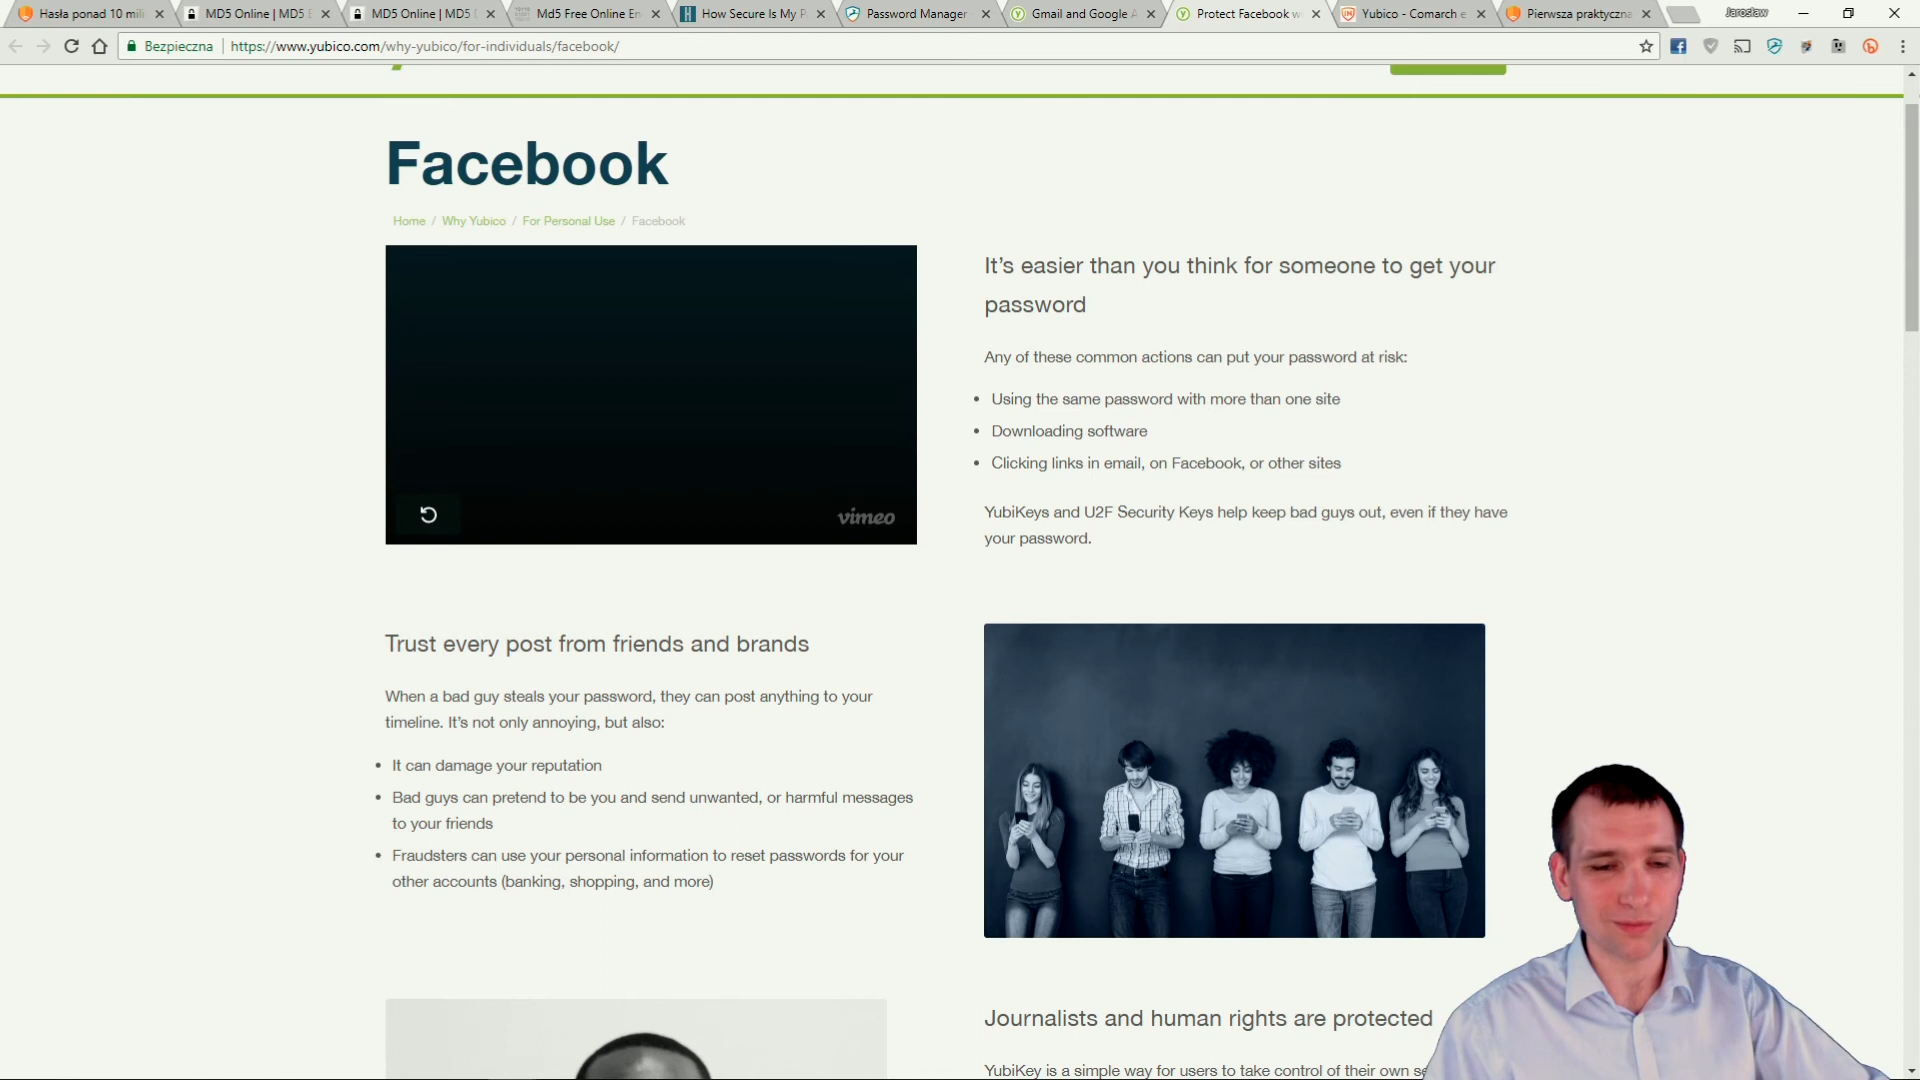 Hasła ponad 10 mili
MD5 Online | MD5
MD5 Online | MD5
Md5 Free Online En
How Secure Is My P
Password Manager
Gmail and Google A
Protect Facebook w
Yubico - Comarch e
Pierwsza praktyczna
Jarosław
Bezpieczna
https://www.yubico.com/why-yubico/for-individuals/facebook/
Facebook
Home / Why Yubico / For Personal Use / Facebook
vimeo
It's easier than you think for someone to get your
password
Any of these common actions can put your password at risk:
• Using the same password with more than one site
• Downloading software
• Clicking links in email, on Facebook, or other sites
YubiKeys and U2F Security Keys help keep bad guys out, even if they have
your password.
Trust every post from friends and brands
When a bad guy steals your password, they can post anything to your
timeline. It's not only annoying, but also:
• It can damage your reputation
• Bad guys can pretend to be you and send unwanted, or harmful messages
to your friends
• Fraudsters can use your personal information to reset passwords for your
other accounts (banking, shopping, and more)
Journalists and human rights are protected
YubiKey is a simple way for users to take control of their own se